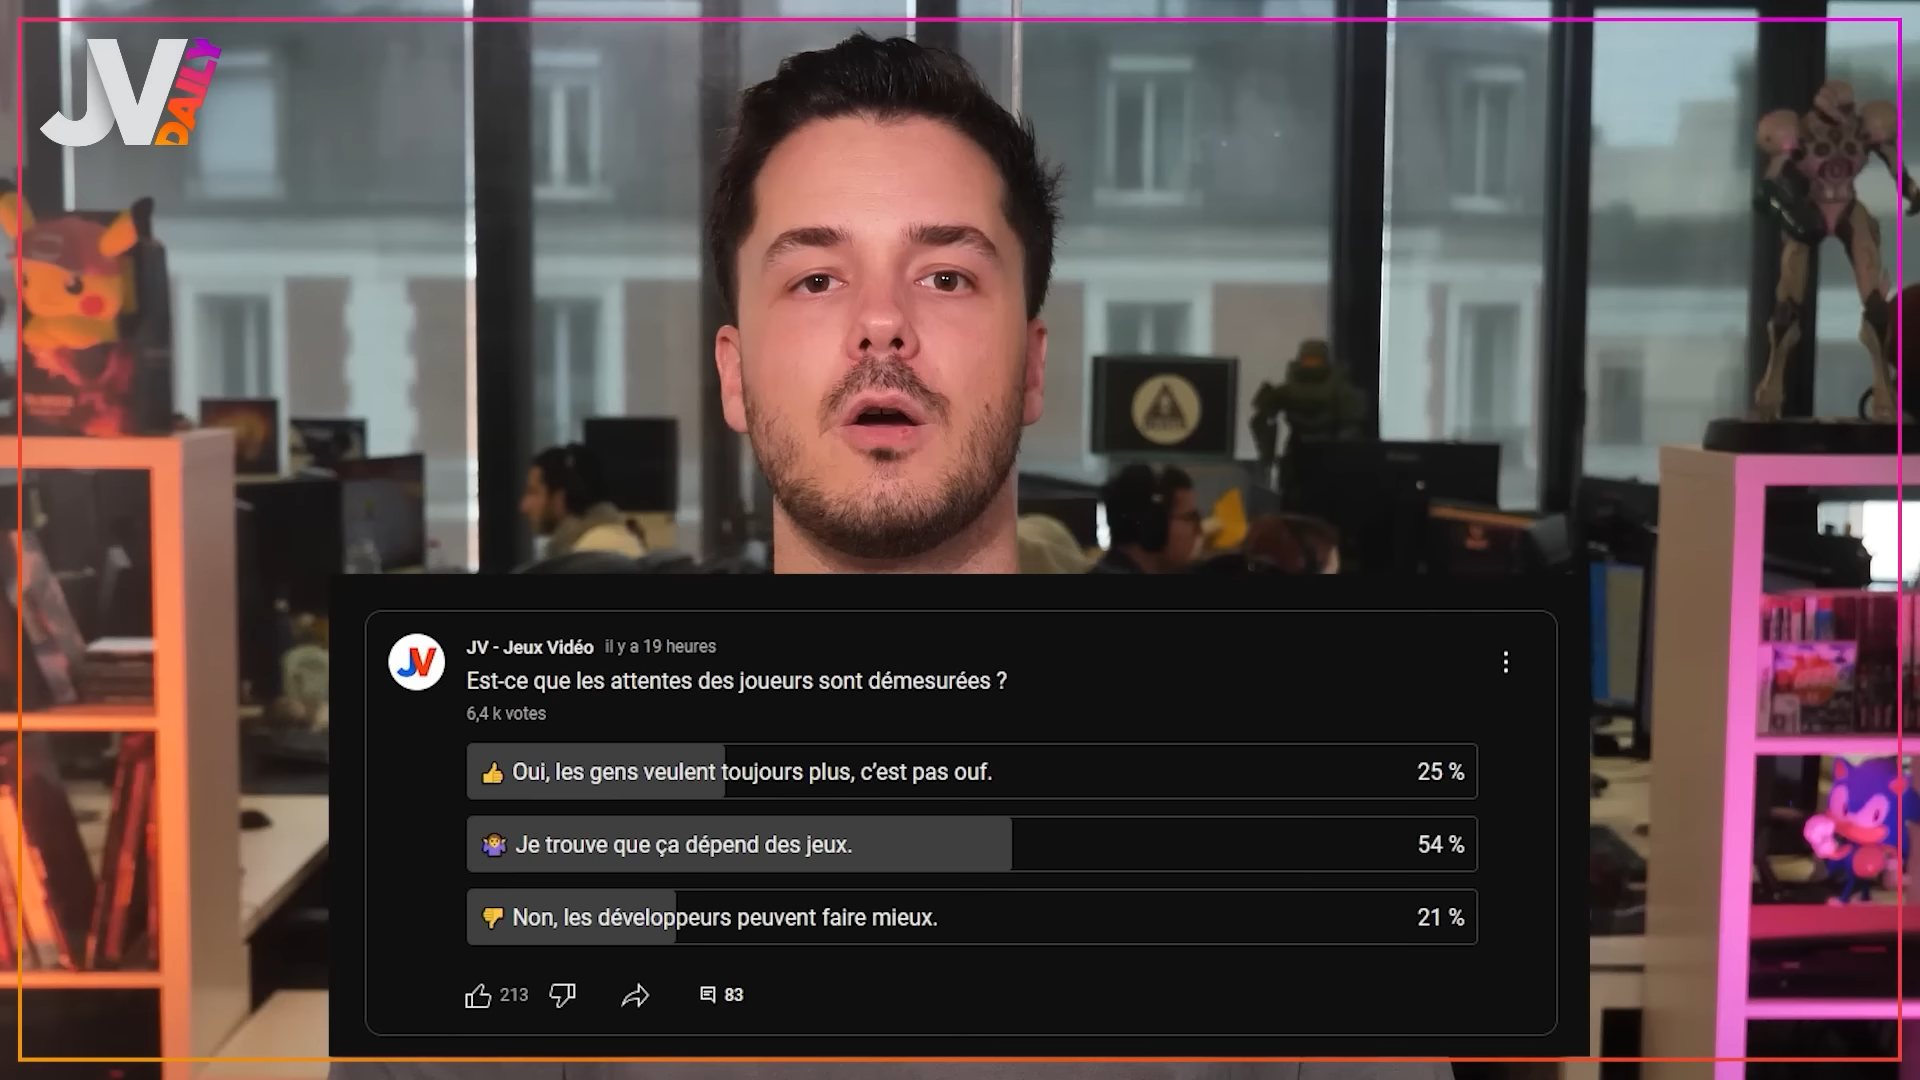 JV
DAILY
JV
JV - Jeux Vidéo il y a 19 heures
Est-ce que les attentes des joueurs sont démesurées ?
6,4 k votes
👍 Oui, les gens veulent toujours plus, c’est pas ouf. 25 %
🤷 Je trouve que ça dépend des jeux. 54 %
👎 Non, les développeurs peuvent faire mieux. 21 %
213 83